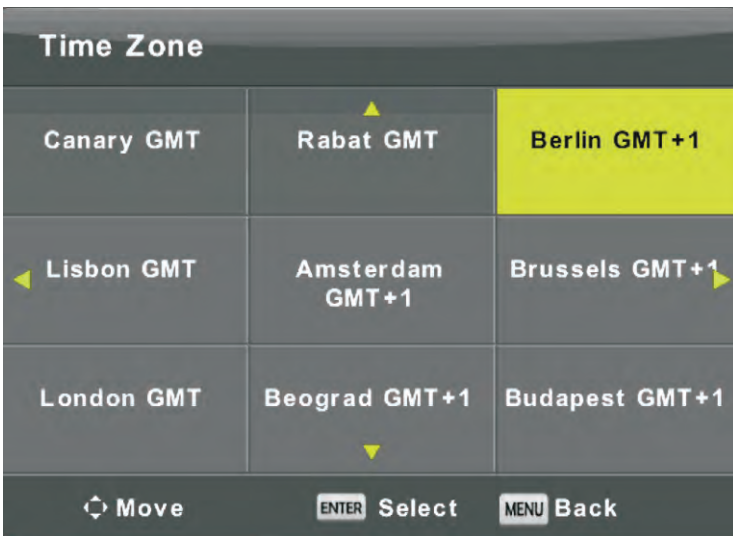 Time Zone
Canary GMT
Rabat GMT
Berlin GMT+1
Lisbon GMT
Amsterdam
GMT+1
Brussels GMT+1
London GMT
Beograd GMT+1
Budapest GMT+1
Move
ENTER Select
MENU Back